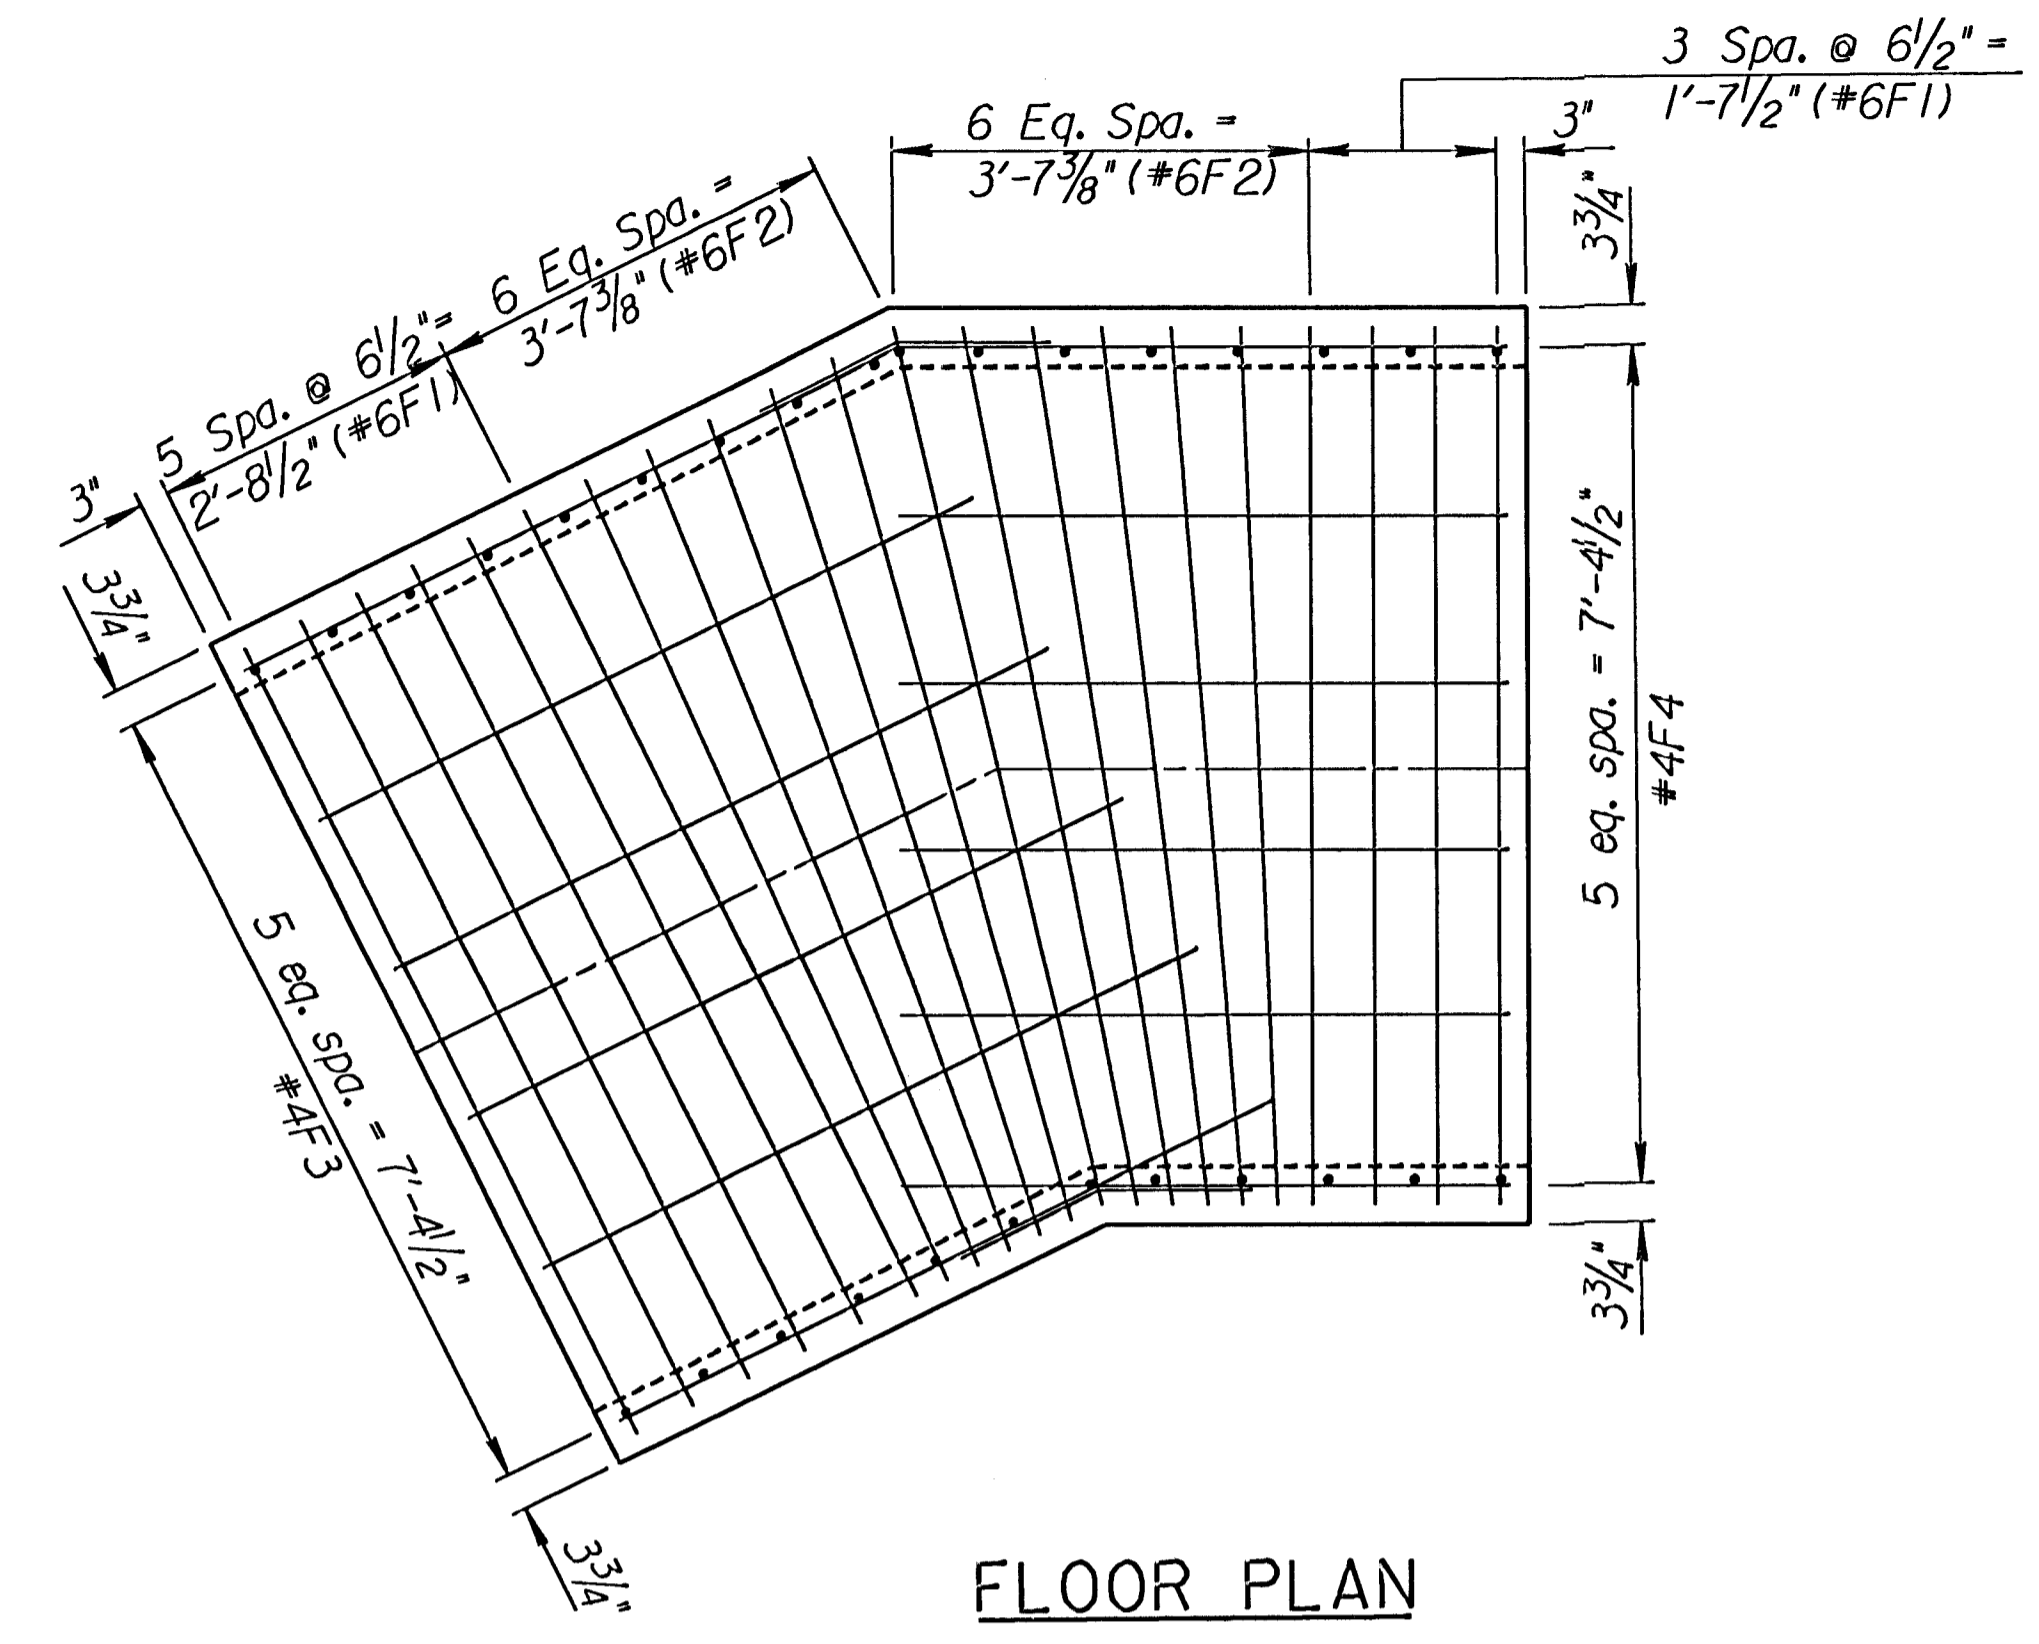 3 Spa. @ 6½" =
1'-7½" (#6F1)
6 Eq. Spa. =
3'-7⅜" (#6F2)
3"
3¾"
6 Eq. Spa. =
3'-7⅜" (#6F2)
5 Spa. @ 6½" =
2'-8½" (#6F1)
3"
3¾"
5 eq. spa. = 7'-4½"
#4F4
5 eq. spa. = 7'-4½"
#4F3
3¾"
3¾"
FLOOR PLAN